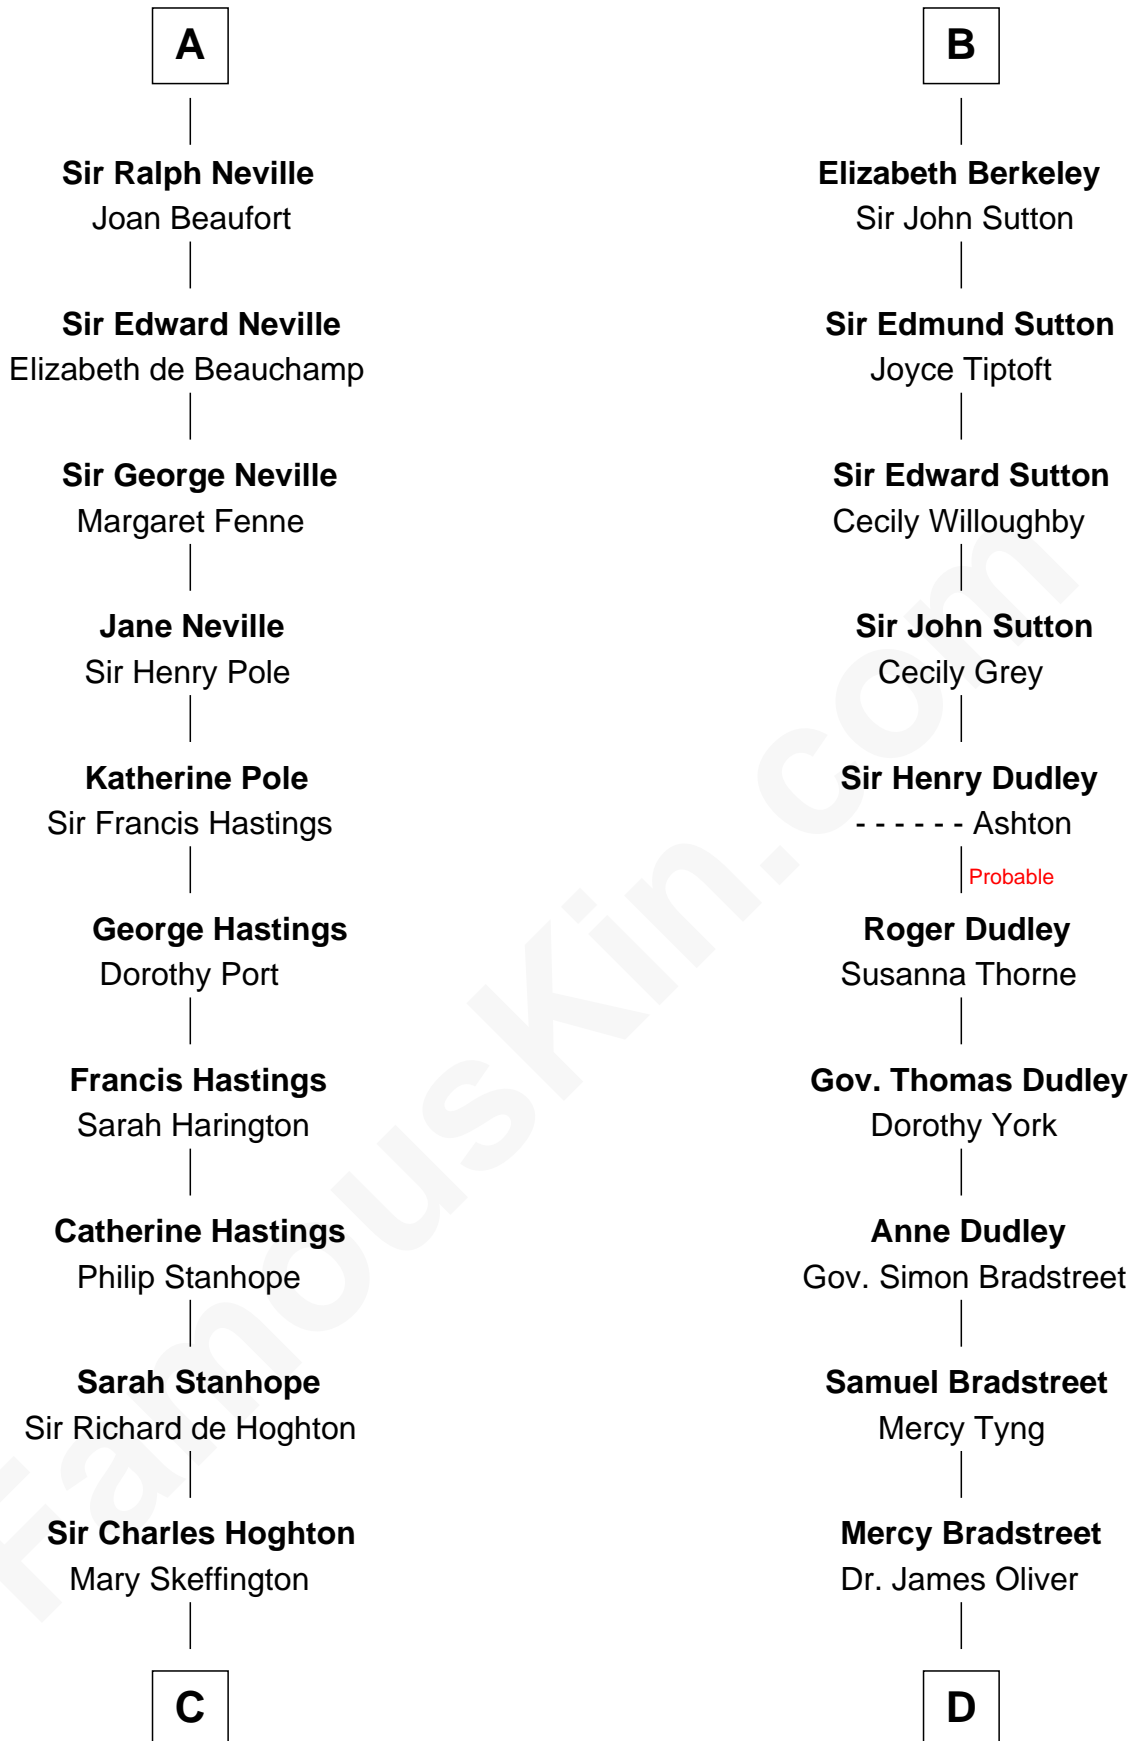 A
Sir Ralph Neville
Joan Beaufort
Sir Edward Neville
Elizabeth de Beauchamp
Sir George Neville
Margaret Fenne
Jane Neville
Sir Henry Pole
Katherine Pole
Sir Francis Hastings
George Hastings
Dorothy Port
Francis Hastings
Sarah Harington
Catherine Hastings
Philip Stanhope
Sarah Stanhope
Sir Richard de Hoghton
Sir Charles Hoghton
Mary Skeffington
C
B
Elizabeth Berkeley
Sir John Sutton
Sir Edmund Sutton
Joyce Tiptoft
Sir Edward Sutton
Cecily Willoughby
Sir John Sutton
Cecily Grey
Sir Henry Dudley
- - - - - - Ashton
Probable
Roger Dudley
Susanna Thorne
Gov. Thomas Dudley
Dorothy York
Anne Dudley
Gov. Simon Bradstreet
Samuel Bradstreet
Mercy Tyng
Mercy Bradstreet
Dr. James Oliver
D
FamousKin.com